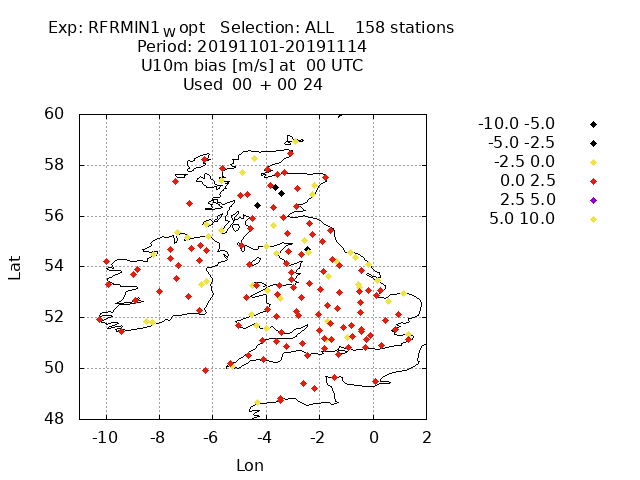 Exp: RFRMIN1W opt Selection: ALL 158 stations
Period: 20191101-20191114
U10m bias [m/s] at 00 UTC
Used 00 + 00 24
60
58
56
54
52
50
48
Lat
-10 -8 -6 -4 -2 0 2
Lon
-10.0 -5.0
-5.0 -2.5
-2.5 0.0
0.0 2.5
2.5 5.0
5.0 10.0